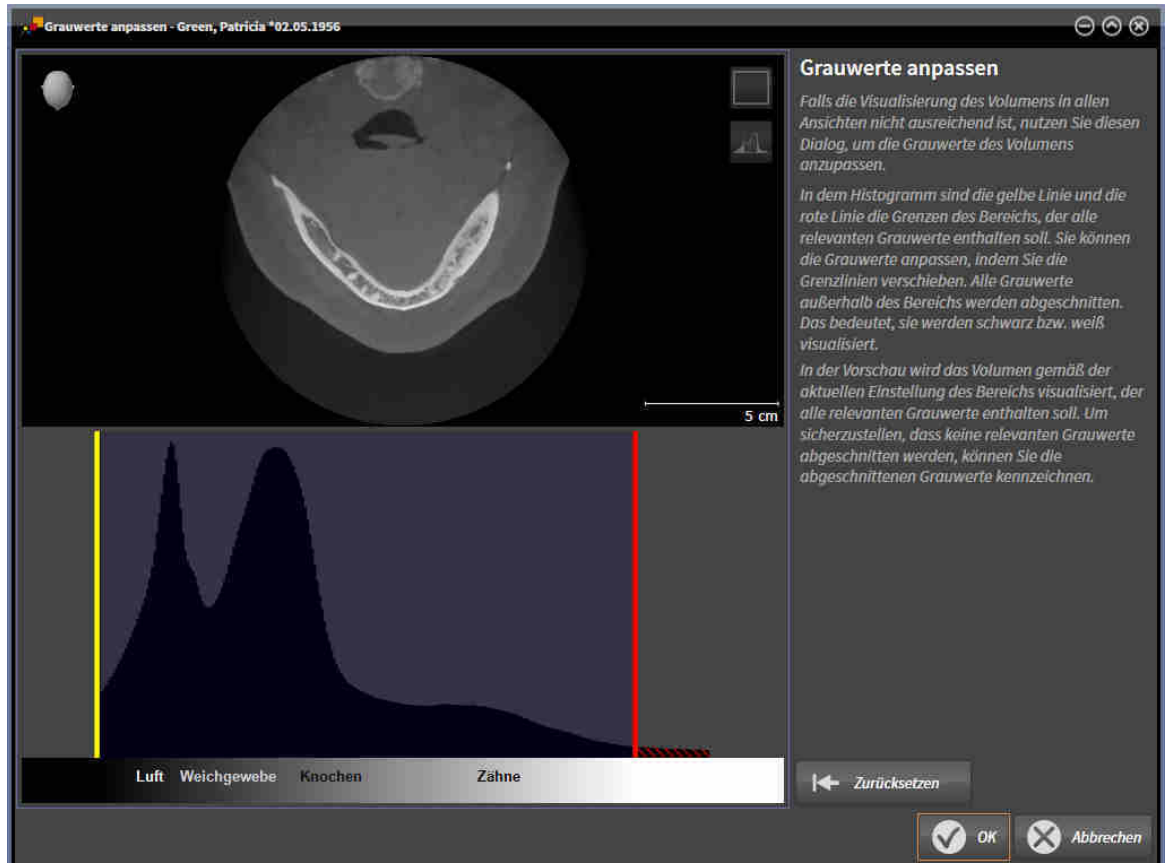 Grauwerte anpassen - Green, Patricia *02.05.1956
Grauwerte anpassen
Falls die Visualisierung des Volumens in allen
Ansichten nicht ausreichend ist, nutzen Sie diesen
Dialog, um die Grauwerte des Volumens
anzupassen.
In dem Histogramm sind die gelbe Linie und die
rote Linie die Grenzen des Bereichs, der alle
relevanten Grauwerte enthalten soll. Sie können
die Grauwerte anpassen, indem Sie die
Grenzlinien verschieben. Alle Grauwerte
außerhalb des Bereichs werden abgeschnitten.
Das bedeutet, sie werden schwarz bzw. weiß
visualisiert.
In der Vorschau wird das Volumen gemäß der
aktuellen Einstellung des Bereichs visualisiert, der
alle relevanten Grauwerte enthalten soll. Um
sicherzustellen, dass keine relevanten Grauwerte
abgeschnitten werden, können Sie die
abgeschnittenen Grauwerte kennzeichnen.
5 cm
Luft Weichgewebe Knochen Zähne
Zurücksetzen
OK Abbrechen